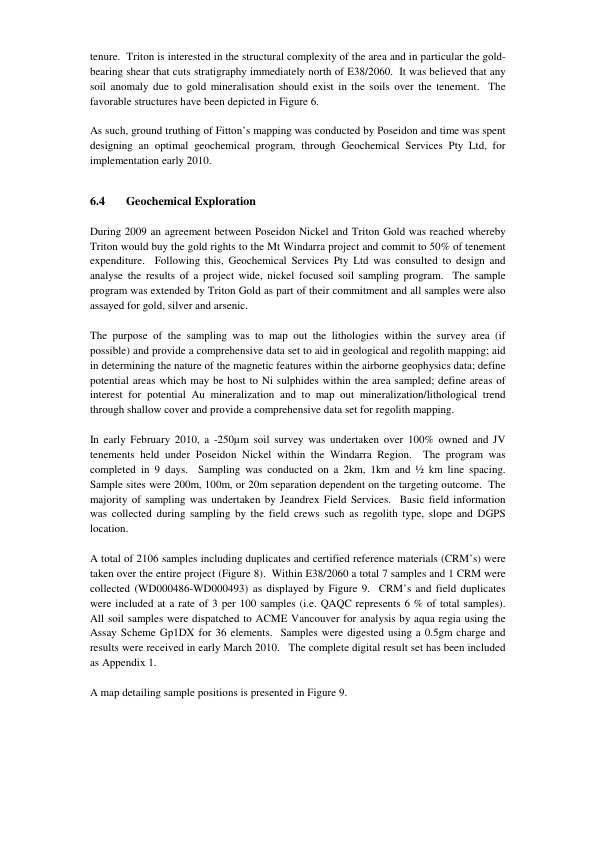 tenure. Triton is interested in the structural complexity of the area and in particular the gold-
bearing shear that cuts stratigraphy immediately north of E38/2060. It was believed that any
soil anomaly due to gold mineralisation should exist in the soils over the tenement. The
favorable structures have been depicted in Figure 6.
As such, ground truthing of Fitton's mapping was conducted by Poseidon and time was spent
designing an optimal geochemical program, through Geochemical Services Pty Ltd, for
implementation early 2010.
6.4 Geochemical Exploration
During 2009 an agreement between Poseidon Nickel and Triton Gold was reached whereby
Triton would buy the gold rights to the Mt Windarra project and commit to 50% of tenement
expenditure. Following this, Geochemical Services Pty Ltd was consulted to design and
analyse the results of a project wide, nickel focused soil sampling program. The sample
program was extended by Triton Gold as part of their commitment and all samples were also
assayed for gold, silver and arsenic.
The purpose of the sampling was to map out the lithologies within the survey area (if
possible) and provide a comprehensive data set to aid in geological and regolith mapping; aid
in determining the nature of the magnetic features within the airborne geophysics data; define
potential areas which may be host to Ni sulphides within the area sampled; define areas of
interest for potential Au mineralization and to map out mineralization/lithological trend
through shallow cover and provide a comprehensive data set for regolith mapping.
In early February 2010, a -250µm soil survey was undertaken over 100% owned and JV
tenements held under Poseidon Nickel within the Windarra Region. The program was
completed in 9 days. Sampling was conducted on a 2km, 1km and ½ km line spacing.
Sample sites were 200m, 100m, or 20m separation dependent on the targeting outcome. The
majority of sampling was undertaken by Jeandrex Field Services. Basic field information
was collected during sampling by the field crews such as regolith type, slope and DGPS
location.
A total of 2106 samples including duplicates and certified reference materials (CRM's) were
taken over the entire project (Figure 8). Within E38/2060 a total 7 samples and 1 CRM were
collected (WD000486-WD000493) as displayed by Figure 9. CRM's and field duplicates
were included at a rate of 3 per 100 samples (i.e. QAQC represents 6 % of total samples).
All soil samples were dispatched to ACME Vancouver for analysis by aqua regia using the
Assay Scheme Gp1DX for 36 elements. Samples were digested using a 0.5gm charge and
results were received in early March 2010. The complete digital result set has been included
as Appendix 1.
A map detailing sample positions is presented in Figure 9.